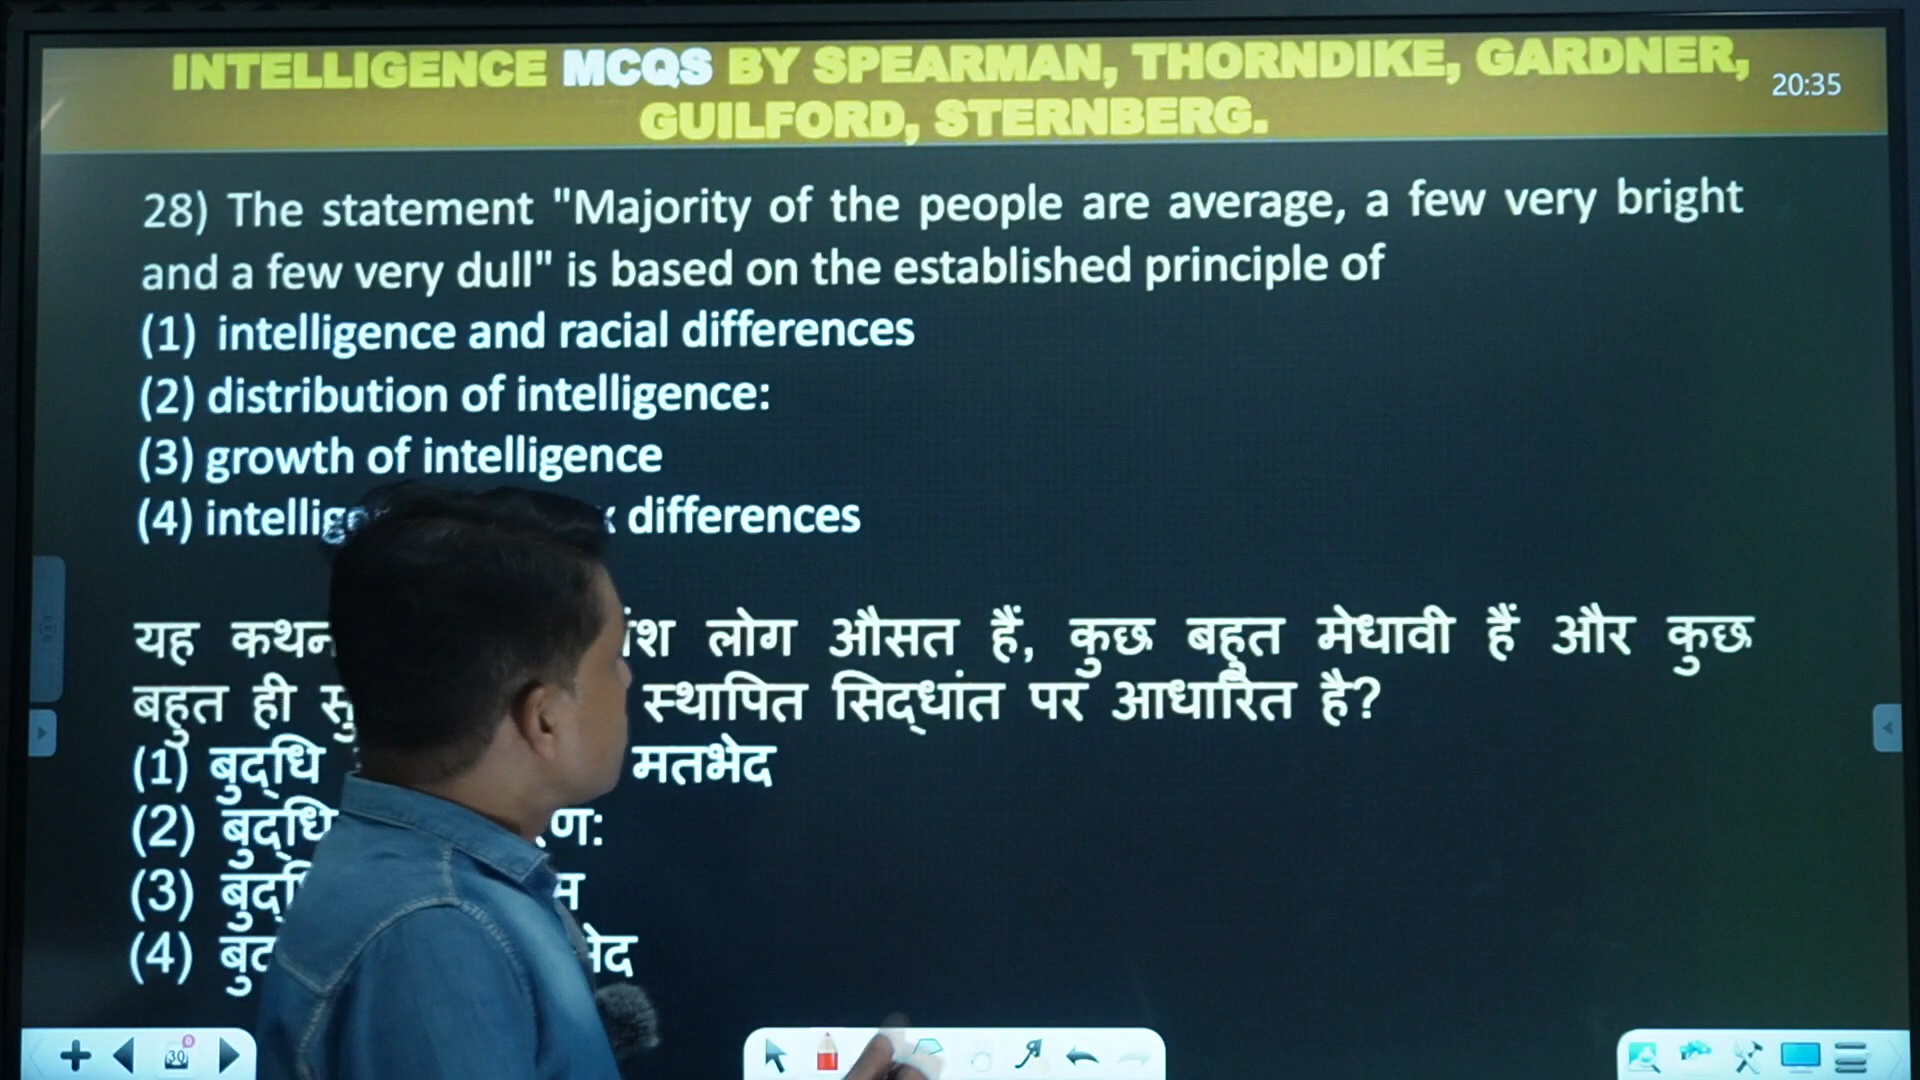 INTELLIGENCE MCQS BY SPEARMAN, THORNDIKE, GARDNER,
GUILFORD, STERNBERG.
20:35
28) The statement "Majority of the people are average, a few very bright
and a few very dull" is based on the established principle of
(1) intelligence and racial differences
(2) distribution of intelligence:
(3) growth of intelligence
(4) differences
यह कथन लोग औसत हैं, कुछ बहुत मेधावी हैं और कुछ
बहुत ही स्थापित सिद्धांत पर आधारित है?
(1) बुद्धि मतभेद
(2) बुद्धि
(3)
(4)
30